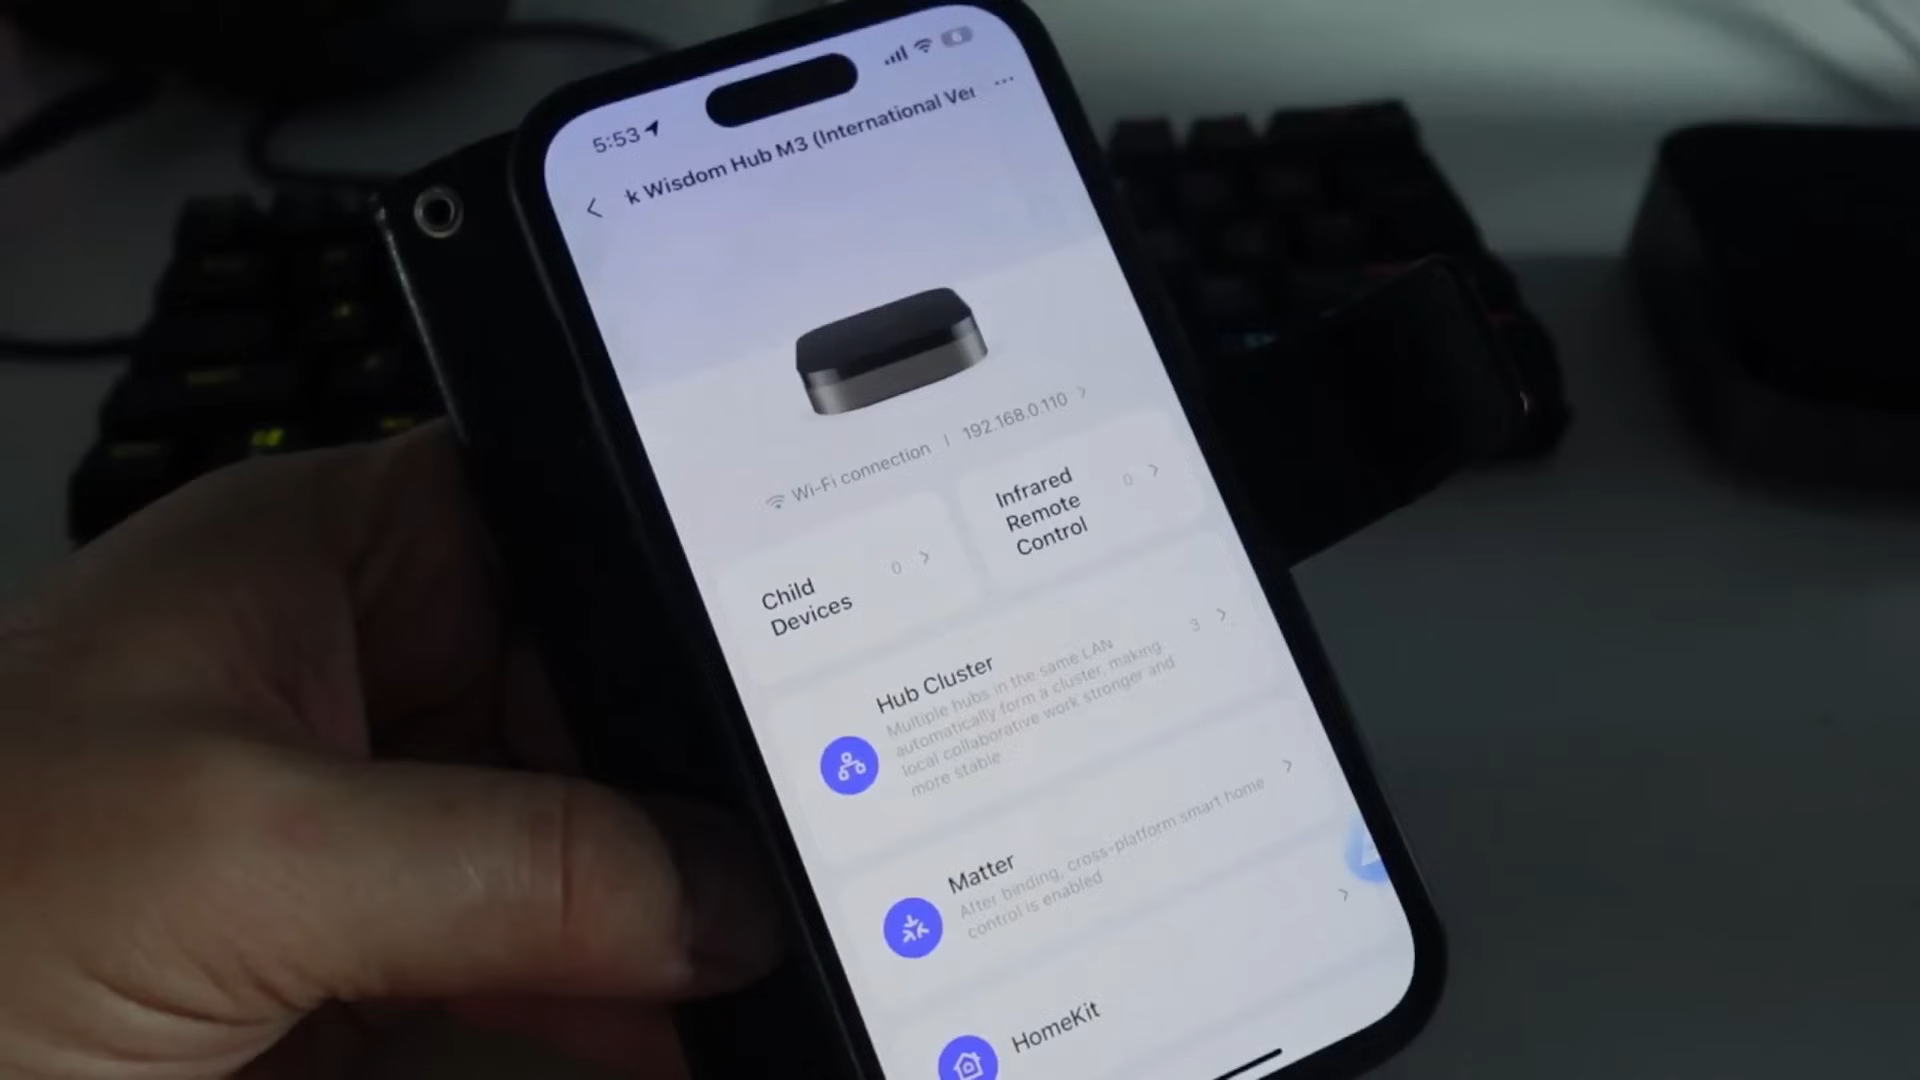 5:53
6
k Wisdom Hub M3 (International Ver
Wi-Fi connection | 192.168.0.110
Child
Devices
0
Infrared
Remote
Control
0
Hub Cluster
3
Multiple hubs in the same LAN
automatically form a cluster, making
local collaborative work stronger and
more stable
Matter
After binding, cross-platform smart home
control is enabled
HomeKit